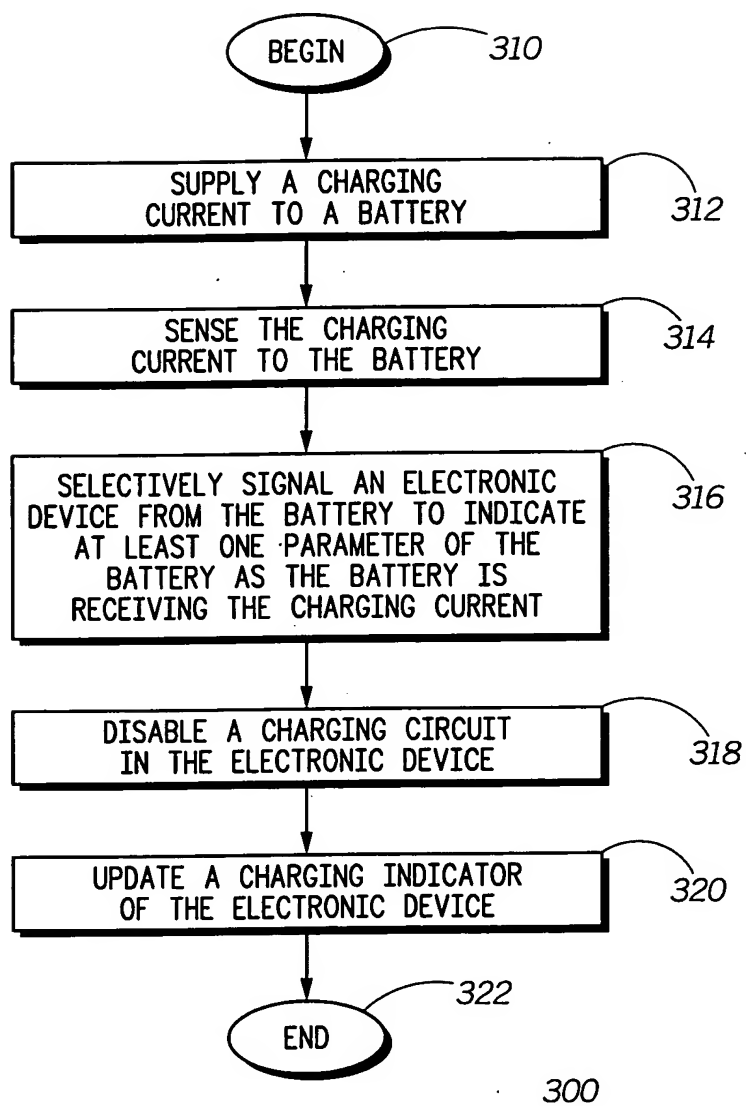 BEGIN
310
SUPPLY A CHARGING
CURRENT TO A BATTERY
312
SENSE THE CHARGING
CURRENT TO THE BATTERY
314
SELECTIVELY SIGNAL AN ELECTRONIC
DEVICE FROM THE BATTERY TO INDICATE
AT LEAST ONE PARAMETER OF THE
BATTERY AS THE BATTERY IS
RECEIVING THE CHARGING CURRENT
316
DISABLE A CHARGING CIRCUIT
IN THE ELECTRONIC DEVICE
318
UPDATE A CHARGING INDICATOR
OF THE ELECTRONIC DEVICE
320
END
322
300